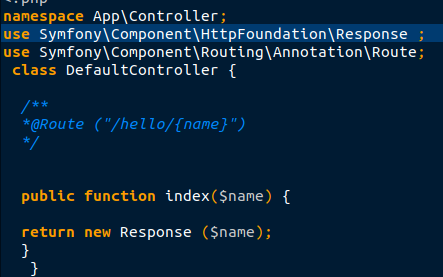 <?php
namespace App\Controller;
use Symfony\Component\HttpFoundation\Response ;
use Symfony\Component\Routing\Annotation\Route;
class DefaultController {
/**
*@Route ("/hello/{name}")
*/
public function index($name) {
return new Response ($name);
}
}